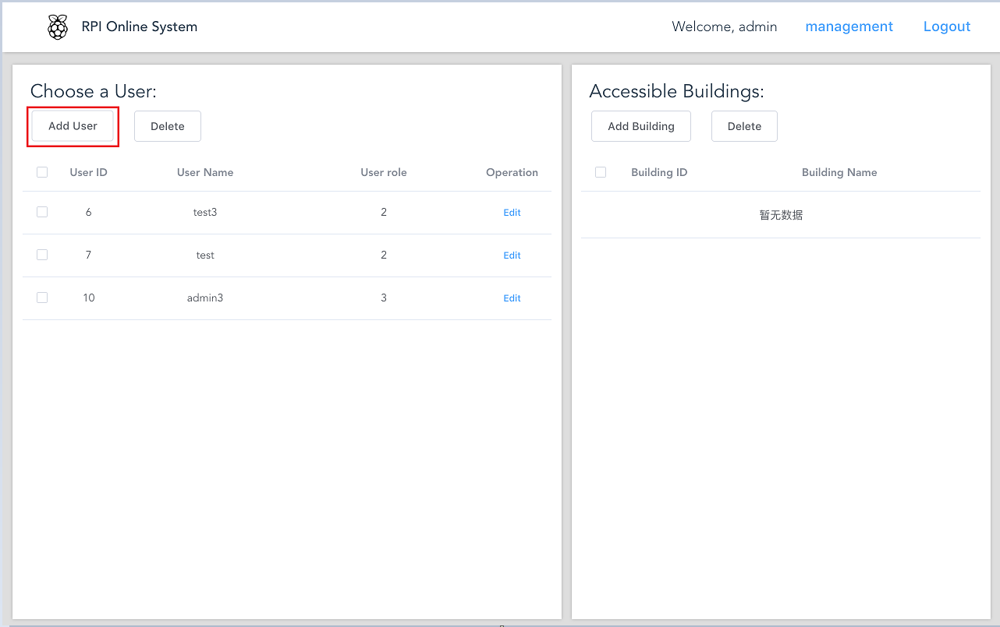 RPI Online System
Welcome, admin
management
Logout
Choose a User:
Add User
Delete
User ID User Name User role Operation
6 test3 2 Edit
7 test 2 Edit
10 admin3 3 Edit
Accessible Buildings:
Add Building
Delete
Building ID Building Name
暂无数据